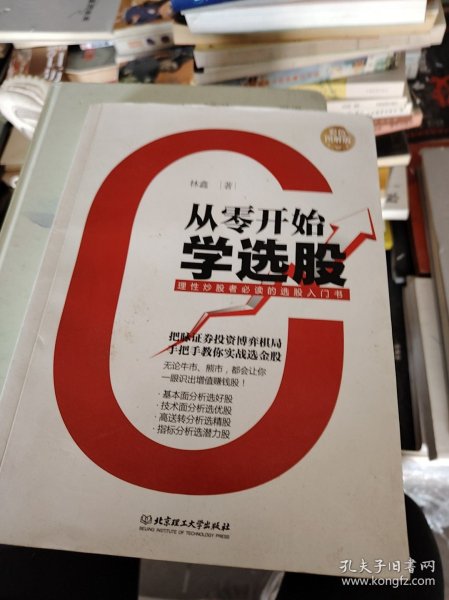 彩色
图解版
林鑫 | 著 |
从零开始
学选股
理性炒股者必读的选股入门书
把脉证券投资博弈棋局
手把手教你实战选金股
无论牛市、熊市，都会让你
一眼识出增值赚钱股！
·基本面分析选好股
·技术面分析选优股
·高送转分析选精股
·指标分析选潜力股
北京理工大学出版社
BEIJING INSTITUTE OF TECHNOLOGY PRESS
孔夫子旧书网
www.kongfz.com